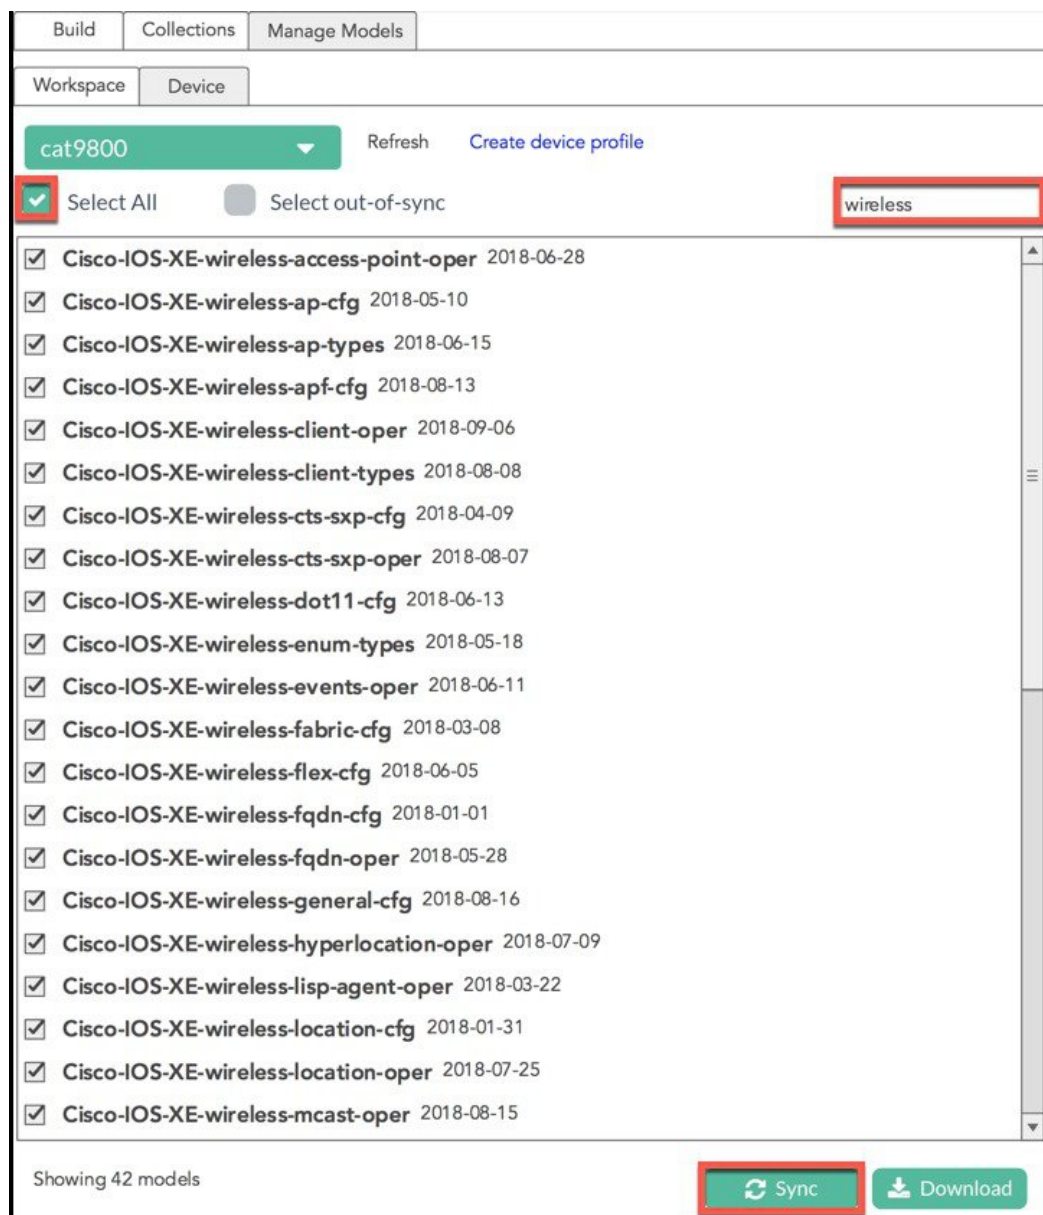 Build Collections Manage Models
Workspace Device
cat9800 Refresh Create device profile
Select All Select out-of-sync wireless
Cisco-IOS-XE-wireless-access-point-oper 2018-06-28
Cisco-IOS-XE-wireless-ap-cfg 2018-05-10
Cisco-IOS-XE-wireless-ap-types 2018-06-15
Cisco-IOS-XE-wireless-apf-cfg 2018-08-13
Cisco-IOS-XE-wireless-client-oper 2018-09-06
Cisco-IOS-XE-wireless-client-types 2018-08-08
Cisco-IOS-XE-wireless-cts-sxp-cfg 2018-04-09
Cisco-IOS-XE-wireless-cts-sxp-oper 2018-08-07
Cisco-IOS-XE-wireless-dot11-cfg 2018-06-13
Cisco-IOS-XE-wireless-enum-types 2018-05-18
Cisco-IOS-XE-wireless-events-oper 2018-06-11
Cisco-IOS-XE-wireless-fabric-cfg 2018-03-08
Cisco-IOS-XE-wireless-flex-cfg 2018-06-05
Cisco-IOS-XE-wireless-fqdn-cfg 2018-01-01
Cisco-IOS-XE-wireless-fqdn-oper 2018-05-28
Cisco-IOS-XE-wireless-general-cfg 2018-08-16
Cisco-IOS-XE-wireless-hyperlocation-oper 2018-07-09
Cisco-IOS-XE-wireless-lisp-agent-oper 2018-03-22
Cisco-IOS-XE-wireless-location-cfg 2018-01-31
Cisco-IOS-XE-wireless-location-oper 2018-07-25
Cisco-IOS-XE-wireless-mcast-oper 2018-08-15
Showing 42 models Sync Download